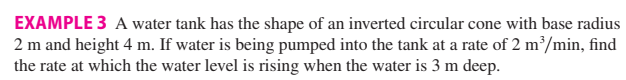 EXAMPLE 3 A water tank has the shape of an inverted circular cone with base radius
2 m and height 4 m. If water is being pumped into the tank at a rate of 2 m³/min, find
the rate at which the water level is rising when the water is 3 m deep.